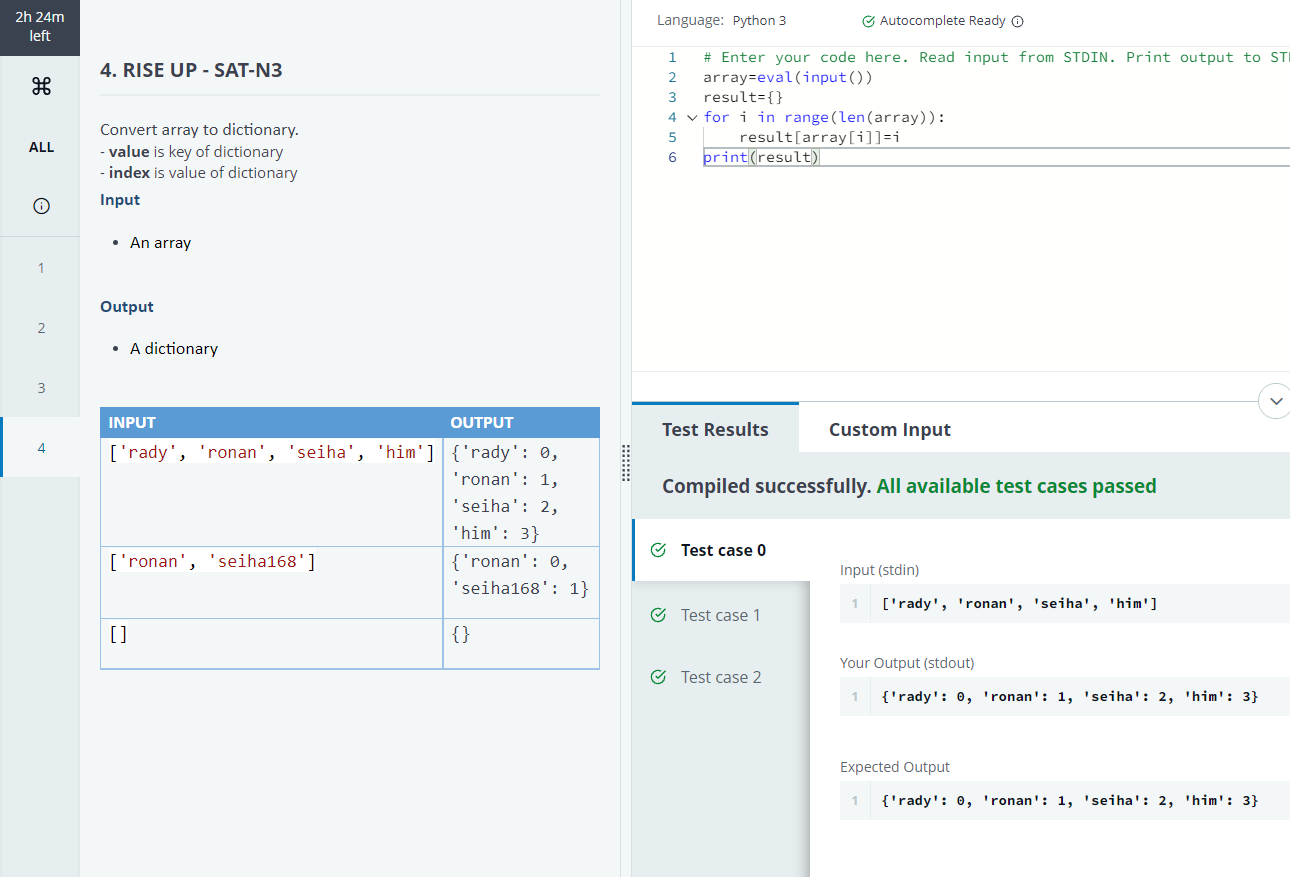 2h 24m
left
ALL
1
2
3
4
4. RISE UP - SAT-N3
Convert array to dictionary.
- value is key of dictionary
- index is value of dictionary
Input
• An array
Output
• A dictionary
INPUT OUTPUT
['rady', 'ronan', 'seiha', 'him'] {'rady': 0,
'ronan': 1,
'seiha': 2,
'him': 3}
['ronan', 'seiha168'] {'ronan': 0,
'seiha168': 1}
[] {}
Language: Python 3 Autocomplete Ready
1 # Enter your code here. Read input from STDIN. Print output to ST
2 array=eval(input())
3 result={}
4 for i in range(len(array)):
5 result[array[i]]=i
6 print(result)
Test Results Custom Input
Compiled successfully. All available test cases passed
Test case 0
Test case 1
Test case 2
Input (stdin)
1 ['rady', 'ronan', 'seiha', 'him']
Your Output (stdout)
1 {'rady': 0, 'ronan': 1, 'seiha': 2, 'him': 3}
Expected Output
1 {'rady': 0, 'ronan': 1, 'seiha': 2, 'him': 3}